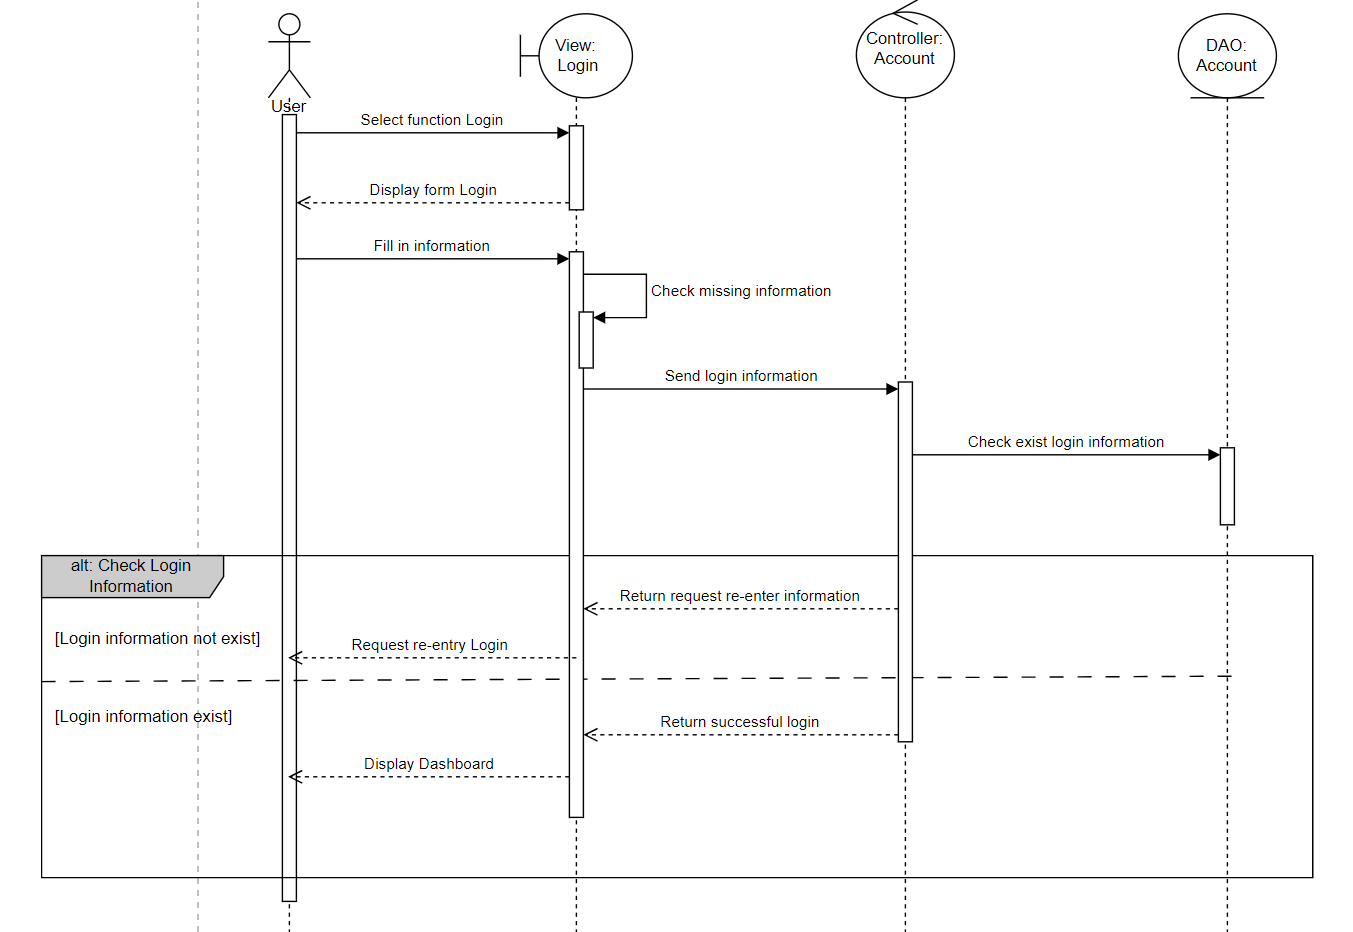 User
View:
Login
Controller:
Account
DAO:
Account
Select function Login
Display form Login
Fill in information
Check missing information
Send login information
Check exist login information
alt: Check Login
Information
Return request re-enter information
[Login information not exist]
Request re-entry Login
[Login information exist]
Return successful login
Display Dashboard